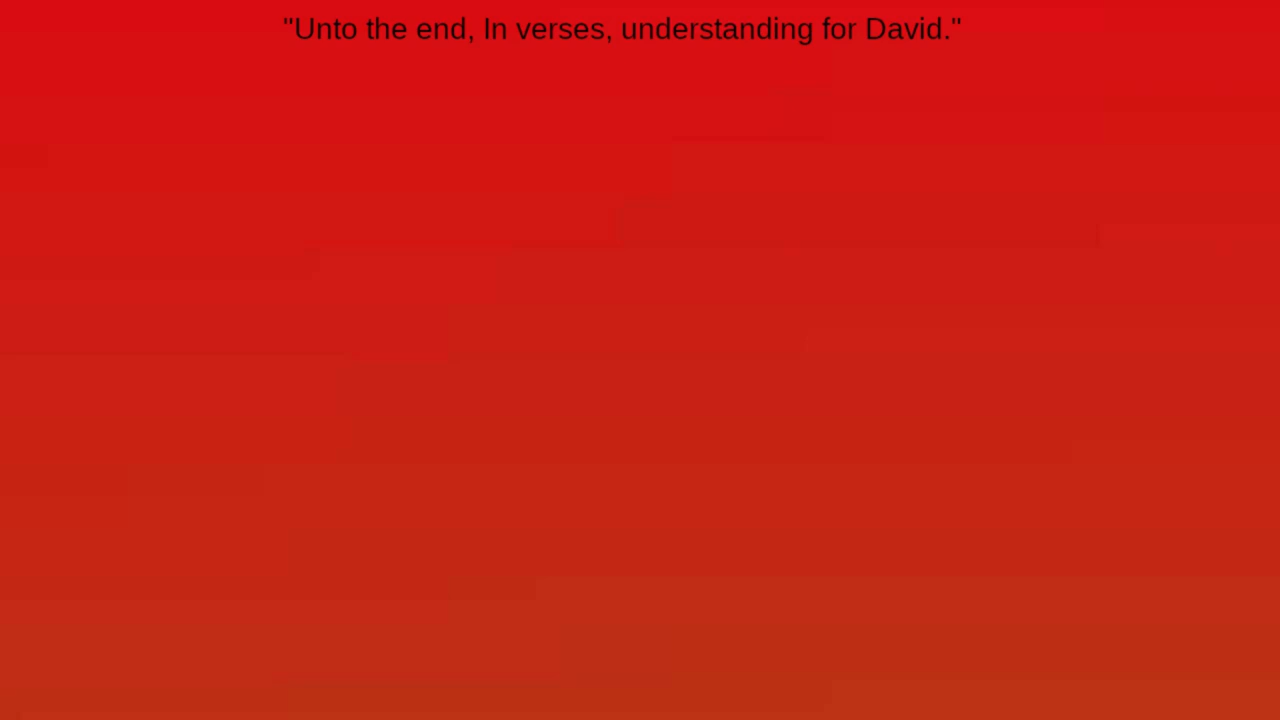 "Unto the end, In verses, understanding for David."